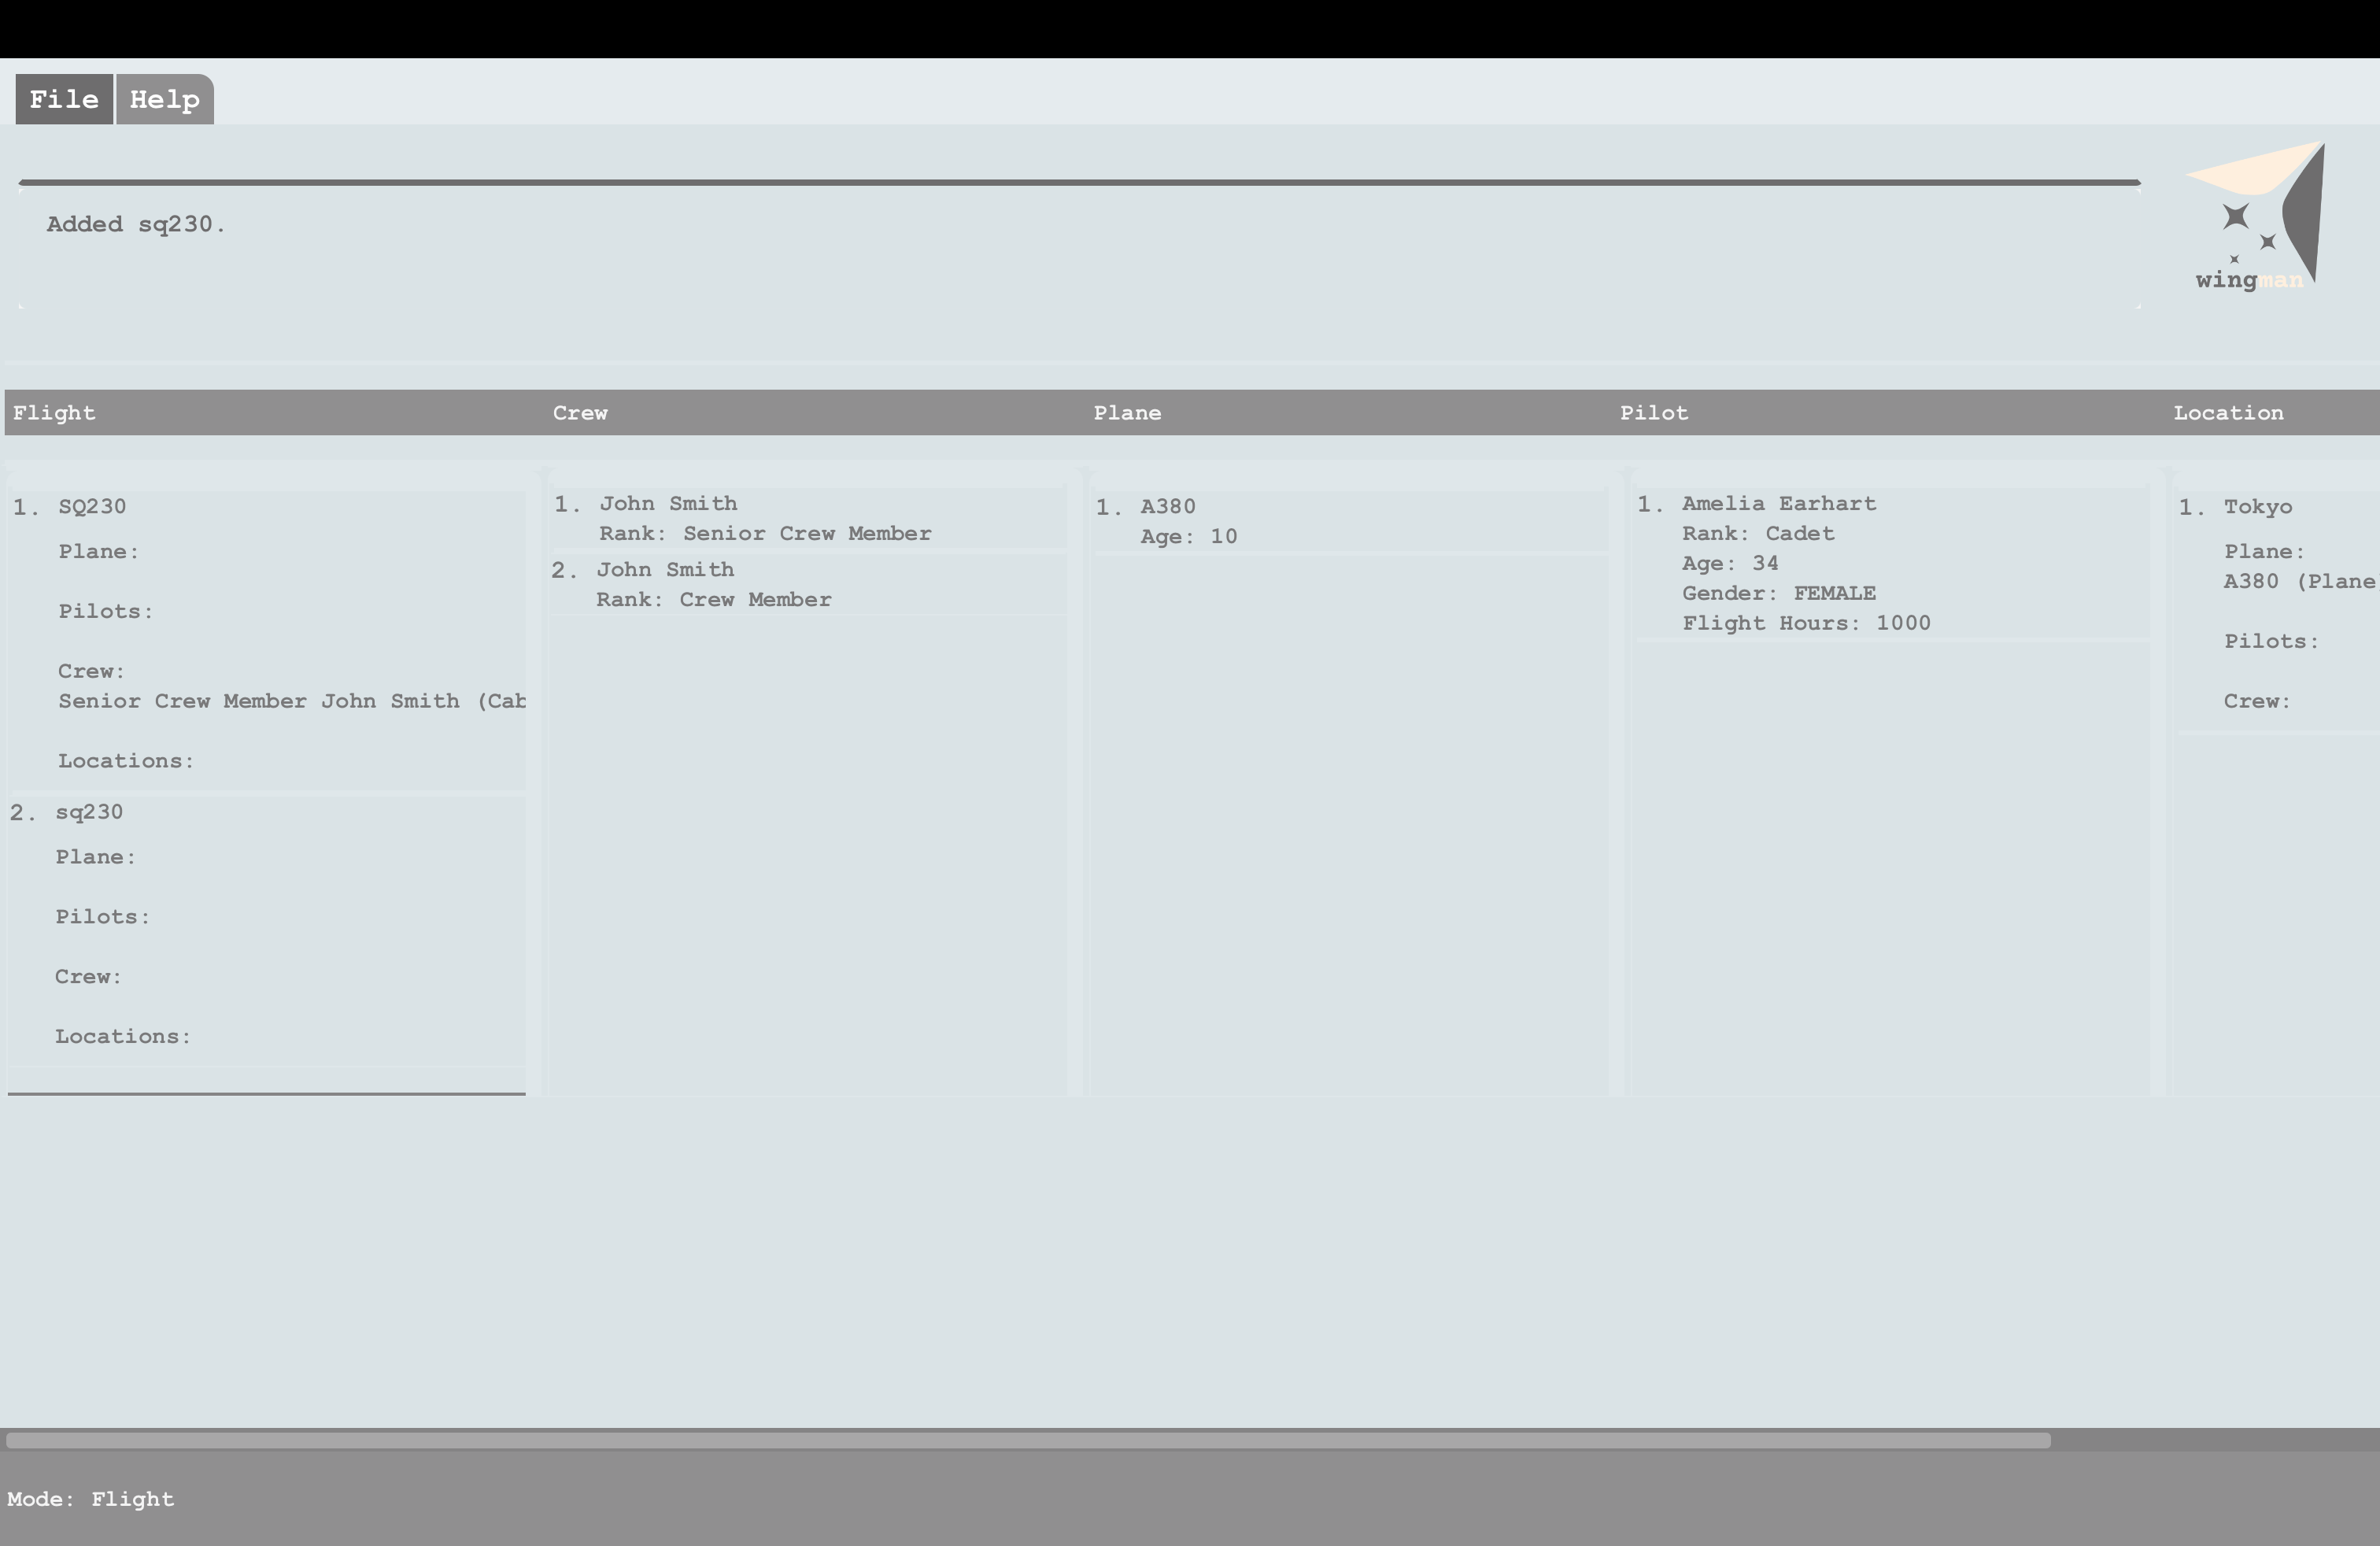 File Help
Added sq230.
wingman
Flight Crew Plane Pilot Location
1. SQ230
Plane:
Pilots:
Crew:
Senior Crew Member John Smith (Cab
Locations:
2. sq230
Plane:
Pilots:
Crew:
Locations:
1. John Smith
Rank: Senior Crew Member
2. John Smith
Rank: Crew Member
1. A380
Age: 10
1. Amelia Earhart
Rank: Cadet
Age: 34
Gender: FEMALE
Flight Hours: 1000
1. Tokyo
Plane:
A380 (Plane
Pilots:
Crew:
Mode: Flight